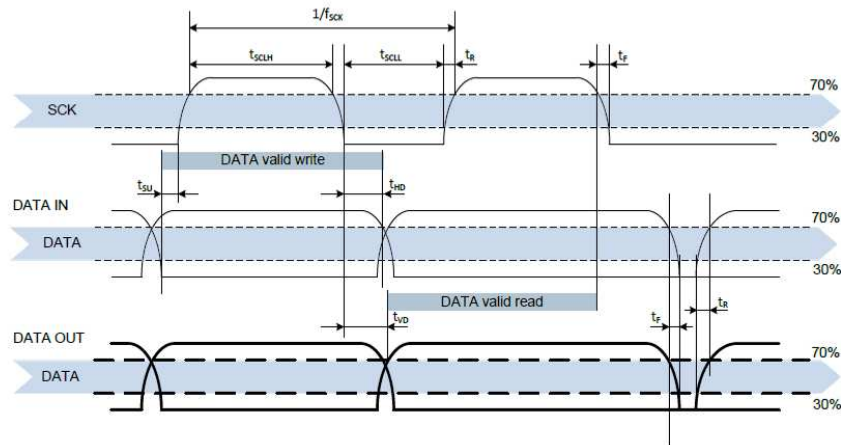 1/fSCK
tSCLH tSCLL tR tF
70%
SCK
30%
DATA valid write
tSU tHD
DATA IN
70%
DATA
30%
DATA valid read
tVD tF tR
DATA OUT
70%
DATA
30%